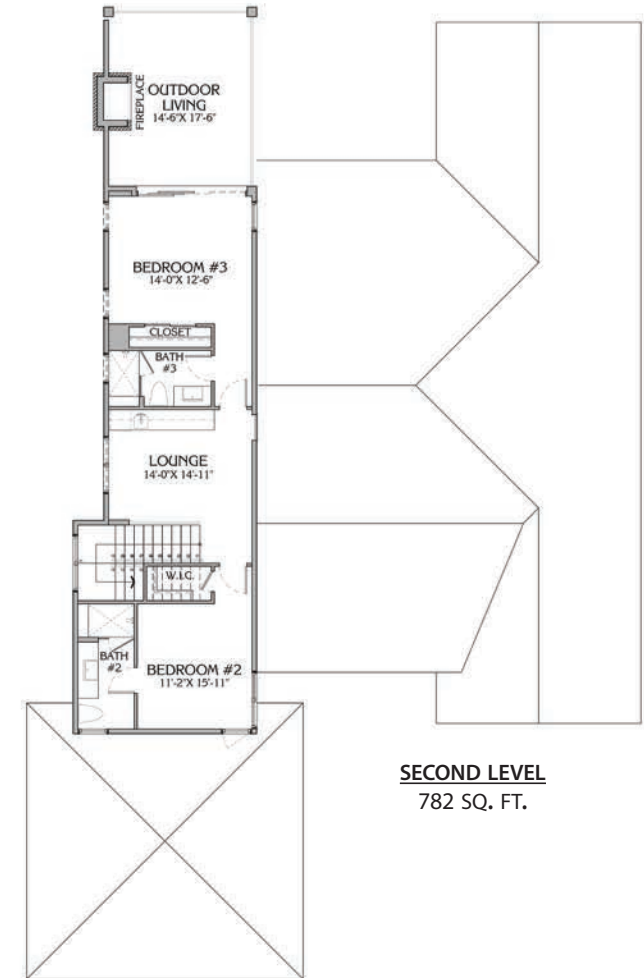 FIREPLACE
OUTDOOR
LIVING
14'-6"X 17'-6"
BEDROOM #3
14'-0"X 12'-6"
CLOSET
BATH
#3
LOUNGE
14'-0"X 14'-11"
W.I.C.
BATH
#2
BEDROOM #2
11'-2"X 15'-11"
SECOND LEVEL
782 SQ. FT.